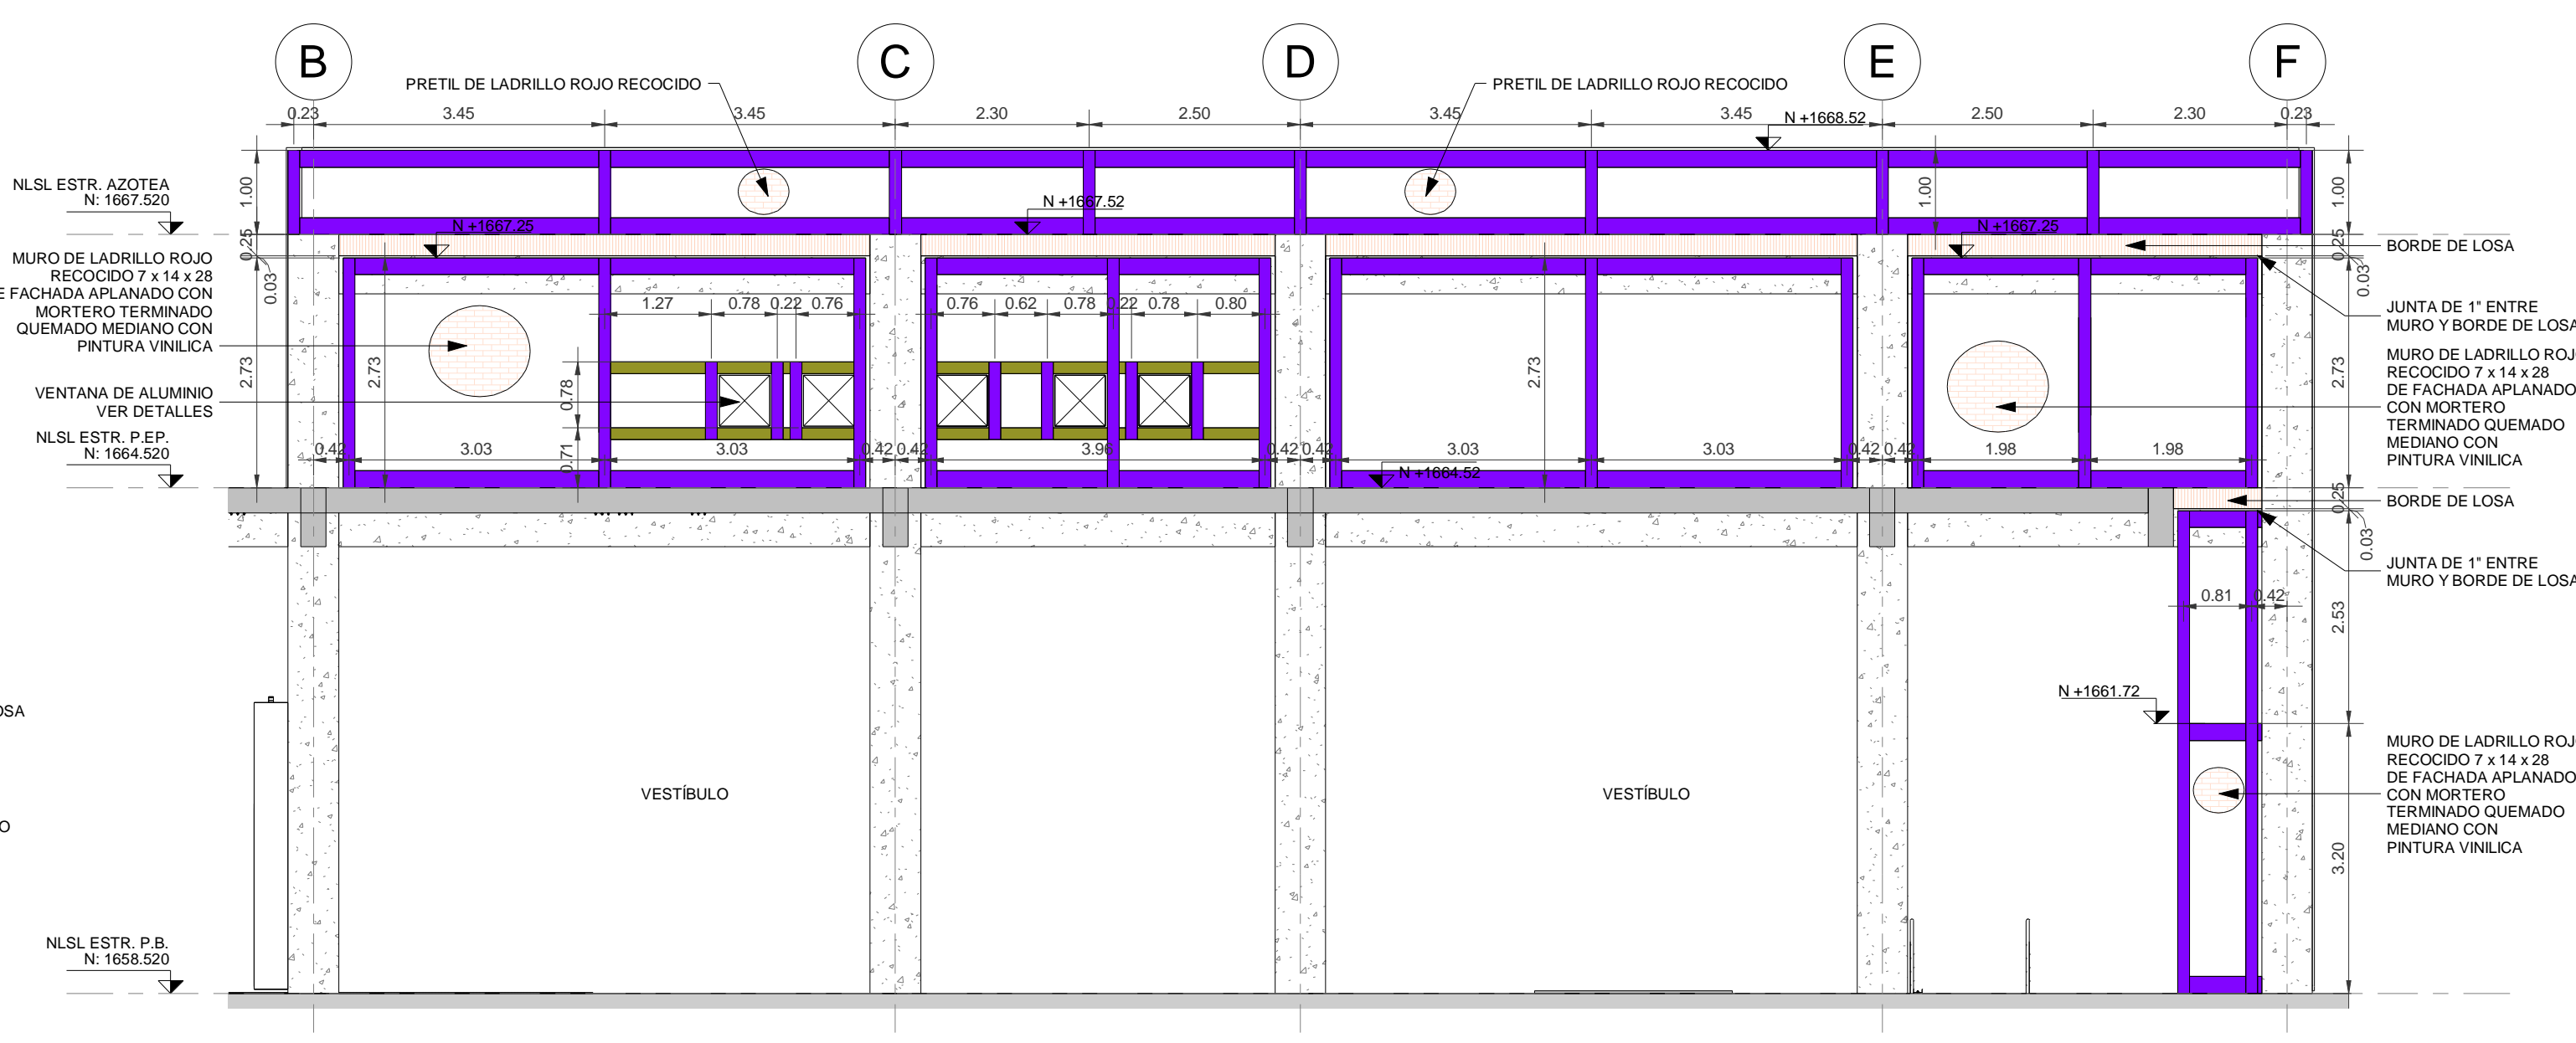 B
C
D
E
F
PRETIL DE LADRILLO ROJO RECOCIDO
PRETIL DE LADRILLO ROJO RECOCIDO
0.23
3.45
3.45
2.30
2.50
3.45
3.45
2.50
2.30
0.23
N +1668.52
NLSL ESTR. AZOTEA
N: 1667.520
1.00
1.00
1.00
N +1667.52
N +1667.25
N +1667.25
0.25
0.03
0.25
0.03
BORDE DE LOSA
MURO DE LADRILLO ROJO
RECOCIDO 7 x 14 x 28
E FACHADA APLANADO CON
MORTERO TERMINADO
QUEMADO MEDIANO CON
PINTURA VINILICA
JUNTA DE 1" ENTRE
MURO Y BORDE DE LOSA
1.27
0.78
0.22
0.76
0.76
0.62
0.78
0.22
0.78
0.80
2.73
2.73
2.73
2.73
0.78
0.71
MURO DE LADRILLO ROJ
RECOCIDO 7 x 14 x 28
DE FACHADA APLANADO
CON MORTERO
TERMINADO QUEMADO
MEDIANO CON
PINTURA VINILICA
VENTANA DE ALUMINIO
VER DETALLES
NLSL ESTR. P.EP.
N: 1664.520
0.42
3.03
3.03
0.42
0.42
3.96
0.42
0.42
3.03
3.03
0.42
0.42
1.98
1.98
N +1664.52
0.25
0.03
BORDE DE LOSA
JUNTA DE 1" ENTRE
MURO Y BORDE DE LOSA
0.81
0.42
2.53
N +1661.72
OSA
O
VESTÍBULO
VESTÍBULO
MURO DE LADRILLO ROJ
RECOCIDO 7 x 14 x 28
DE FACHADA APLANADO
CON MORTERO
TERMINADO QUEMADO
MEDIANO CON
PINTURA VINILICA
3.20
NLSL ESTR. P.B.
N: 1658.520